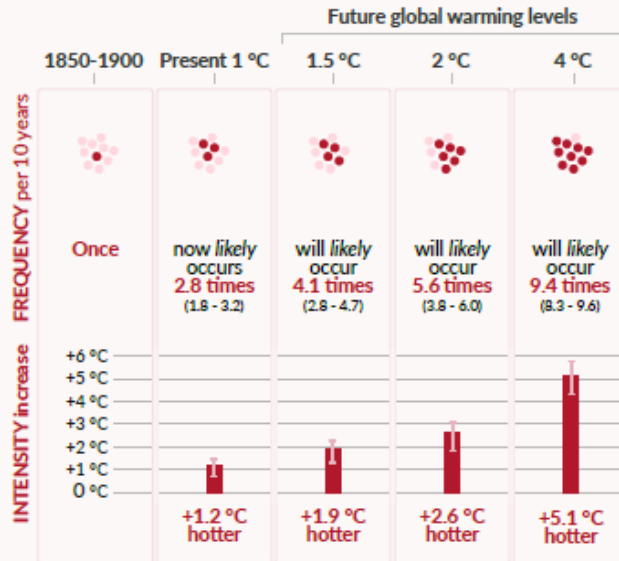 Future global warming levels
1850-1900 Present 1 °C 1.5 °C 2 °C 4 °C
FREQUENCY per 10 years
Once
now likely occurs 2.8 times (1.8 - 3.2)
will likely occur 4.1 times (2.8 - 4.7)
will likely occur 5.6 times (3.8 - 6.0)
will likely occur 9.4 times (8.3 - 9.6)
INTENSITY increase
+6 °C
+5 °C
+4 °C
+3 °C
+2 °C
+1 °C
0 °C
+1.2 °C hotter
+1.9 °C hotter
+2.6 °C hotter
+5.1 °C hotter